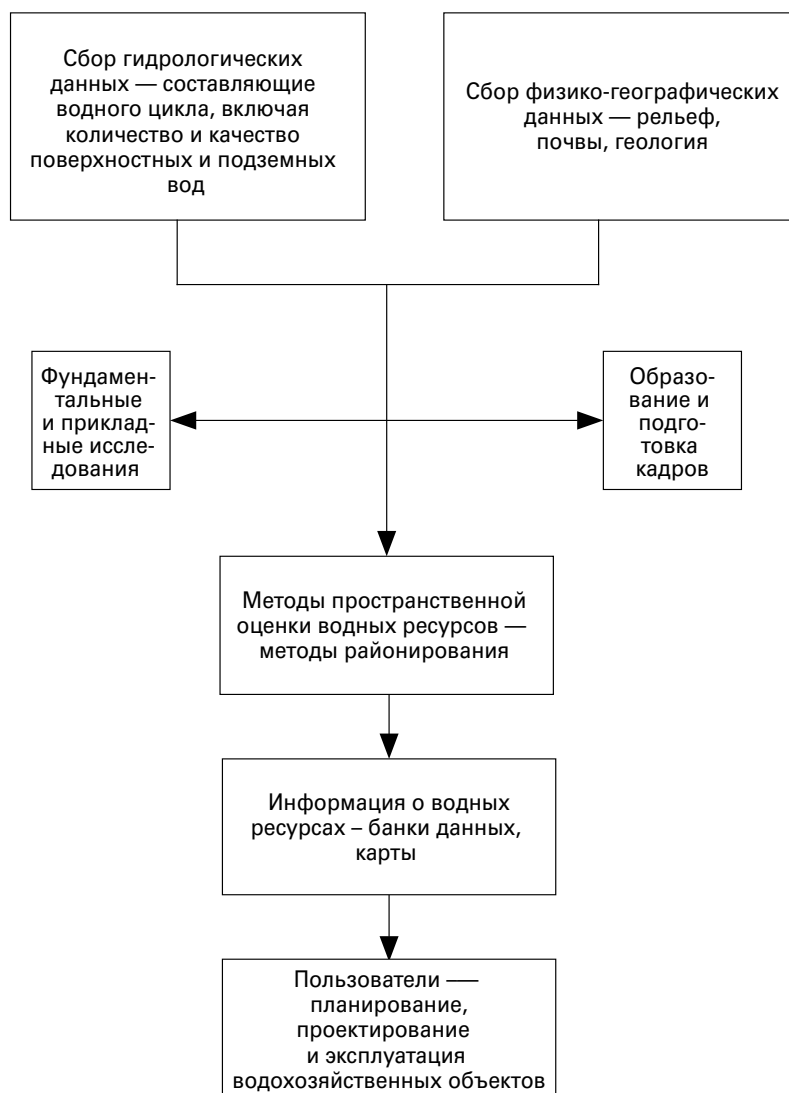 Сбор гидрологических
данных — составляющие
водного цикла, включая
количество и качество
поверхностных и подземных
вод
Сбор физико-географических
данных — рельеф,
почвы, геология
Фундамен-
тальные
и приклад-
ные иссле-
дования
Образо-
вание и
подго-
товка
кадров
Методы пространственной
оценки водных ресурсов —
методы районирования
Информация о водных
ресурсах – банки данных,
карты
Пользователи —–
планирование,
проектирование
и эксплуатация
водохозяйственных объектов